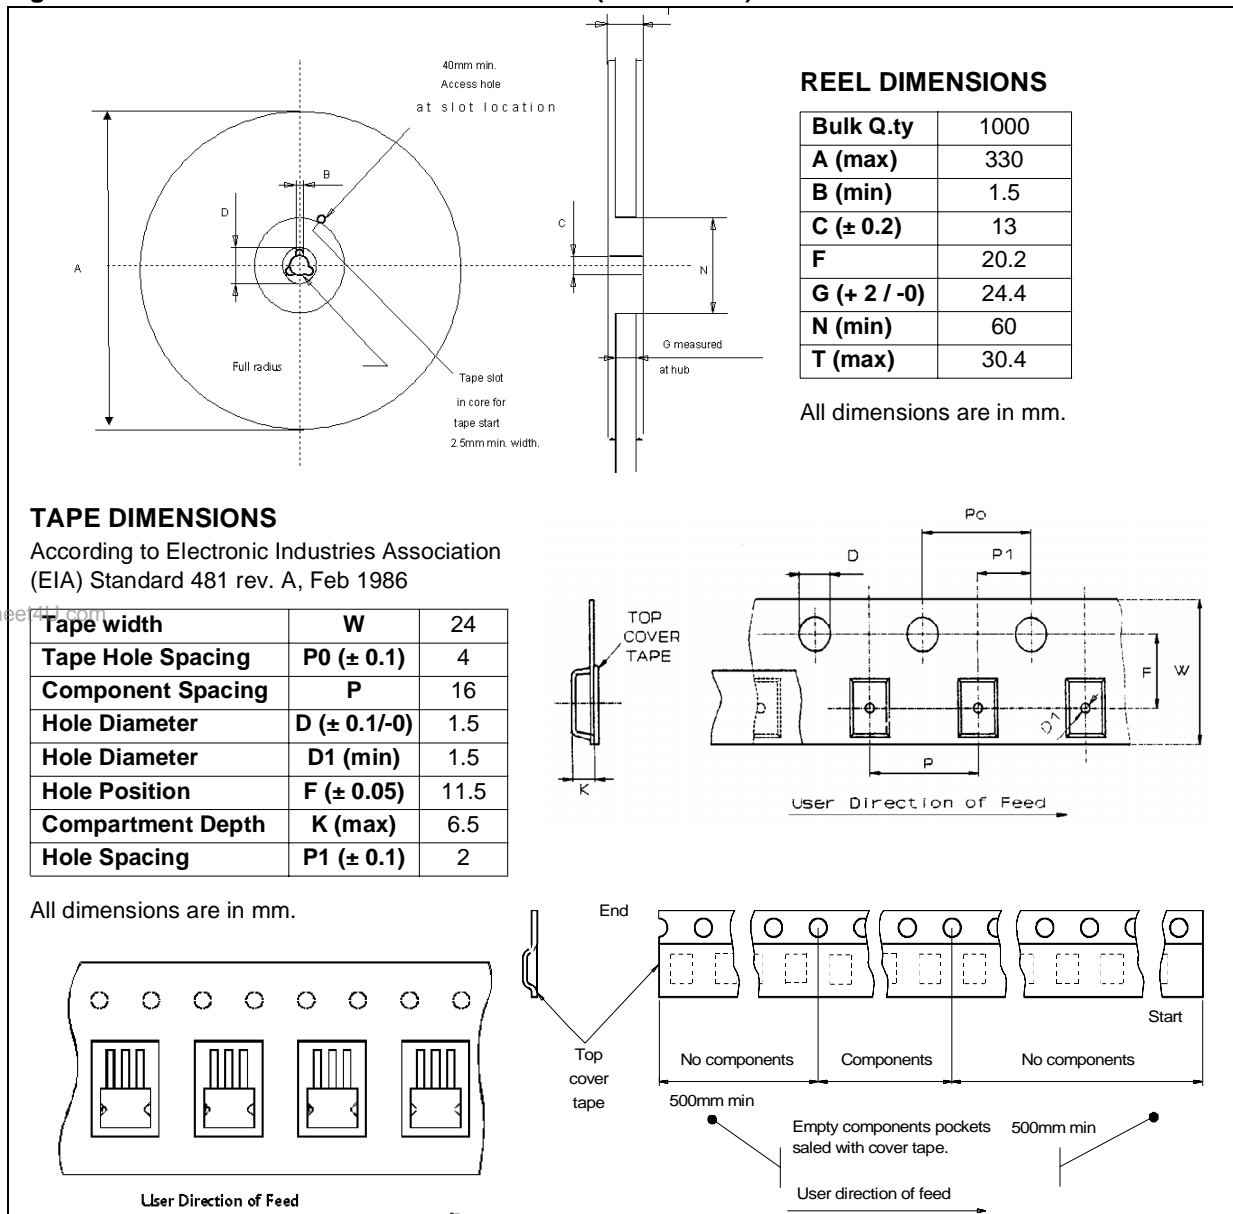 40mm min.
Access hole
at slot location
B
D
A
C
N
G measured
at hub
Full radius
Tape slot
in core for
tape start
2.5mm min. width.
REEL DIMENSIONS
Bulk Q.ty 1000
A (max) 330
B (min) 1.5
C (± 0.2) 13
F 20.2
G (+ 2 / -0) 24.4
N (min) 60
T (max) 30.4
All dimensions are in mm.
TAPE DIMENSIONS
According to Electronic Industries Association
(EIA) Standard 481 rev. A, Feb 1986
eet4U.com
Tape width W 24
Tape Hole Spacing P0 (± 0.1) 4
Component Spacing P 16
Hole Diameter D (± 0.1/-0) 1.5
Hole Diameter D1 (min) 1.5
Hole Position F (± 0.05) 11.5
Compartment Depth K (max) 6.5
Hole Spacing P1 (± 0.1) 2
All dimensions are in mm.
Po
D
P1
TOP
COVER
TAPE
F
W
D1
P
K
User Direction of Feed
End
Start
Top
cover
tape
No components
Components
No components
500mm min
Empty components pockets
saled with cover tape.
500mm min
User direction of feed
User Direction of Feed